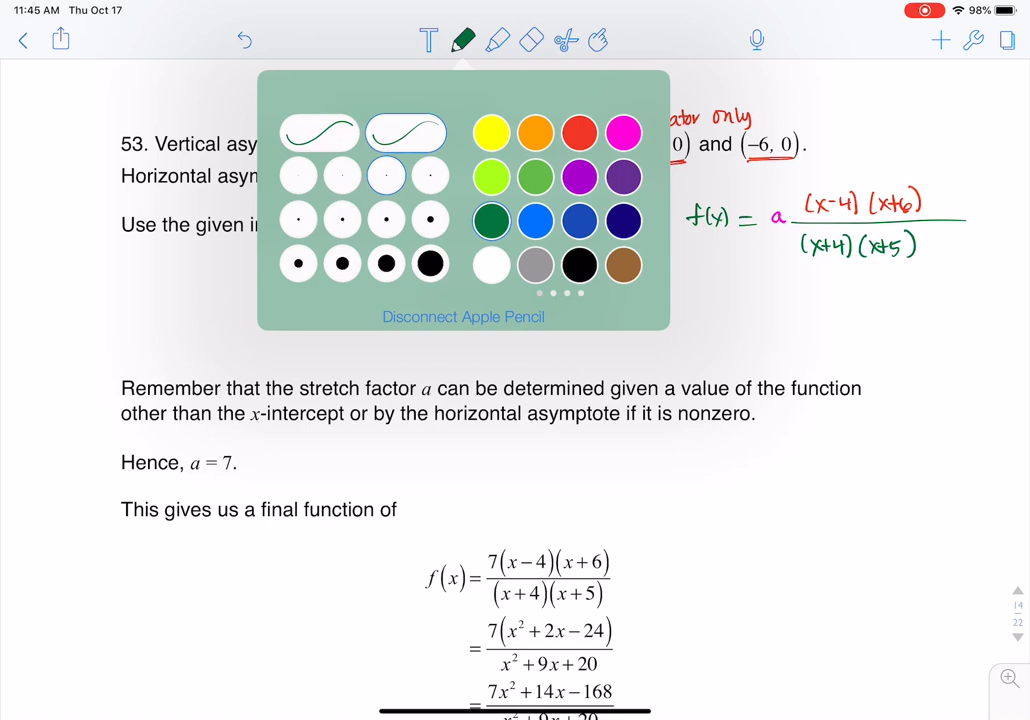 11:45 AM Thu Oct 17
98%
T
ator only
53. Vertical asy 0) and (−6, 0).
Horizontal asym
Use the given i
f(x) = a (x-4) (x+6)
(x+4) (x+5)
Disconnect Apple Pencil
Remember that the stretch factor a can be determined given a value of the function
other than the x-intercept or by the horizontal asymptote if it is nonzero.
Hence, a = 7.
This gives us a final function of
f(x) = 7(x − 4)(x + 6)
(x + 4)(x + 5)
= 7(x² + 2x − 24)
x² + 9x + 20
= 7x² + 14x − 168
x² + 9x + 20
14
22